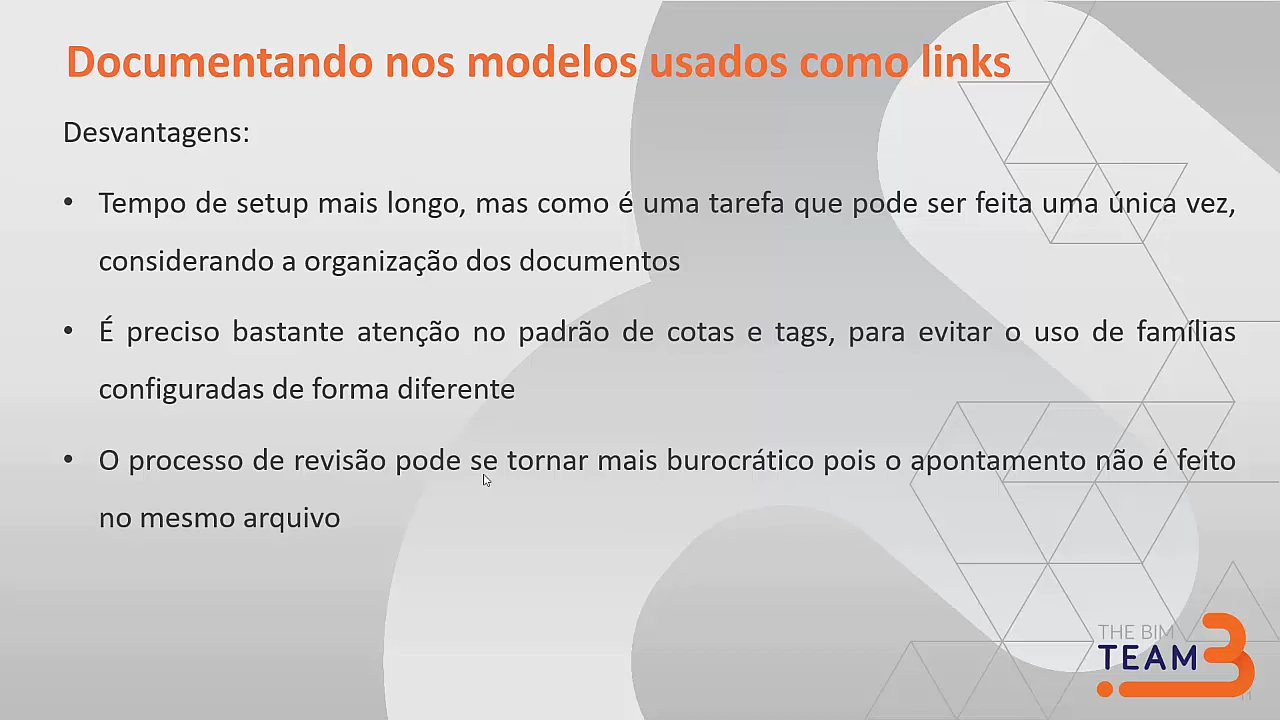 Documentando nos modelos usados como links
Desvantagens:
• Tempo de setup mais longo, mas como é uma tarefa que pode ser feita uma única vez,
considerando a organização dos documentos
• É preciso bastante atenção no padrão de cotas e tags, para evitar o uso de famílias
configuradas de forma diferente
• O processo de revisão pode se tornar mais burocrático pois o apontamento não é feito
no mesmo arquivo
THE BIM
TEAM
11